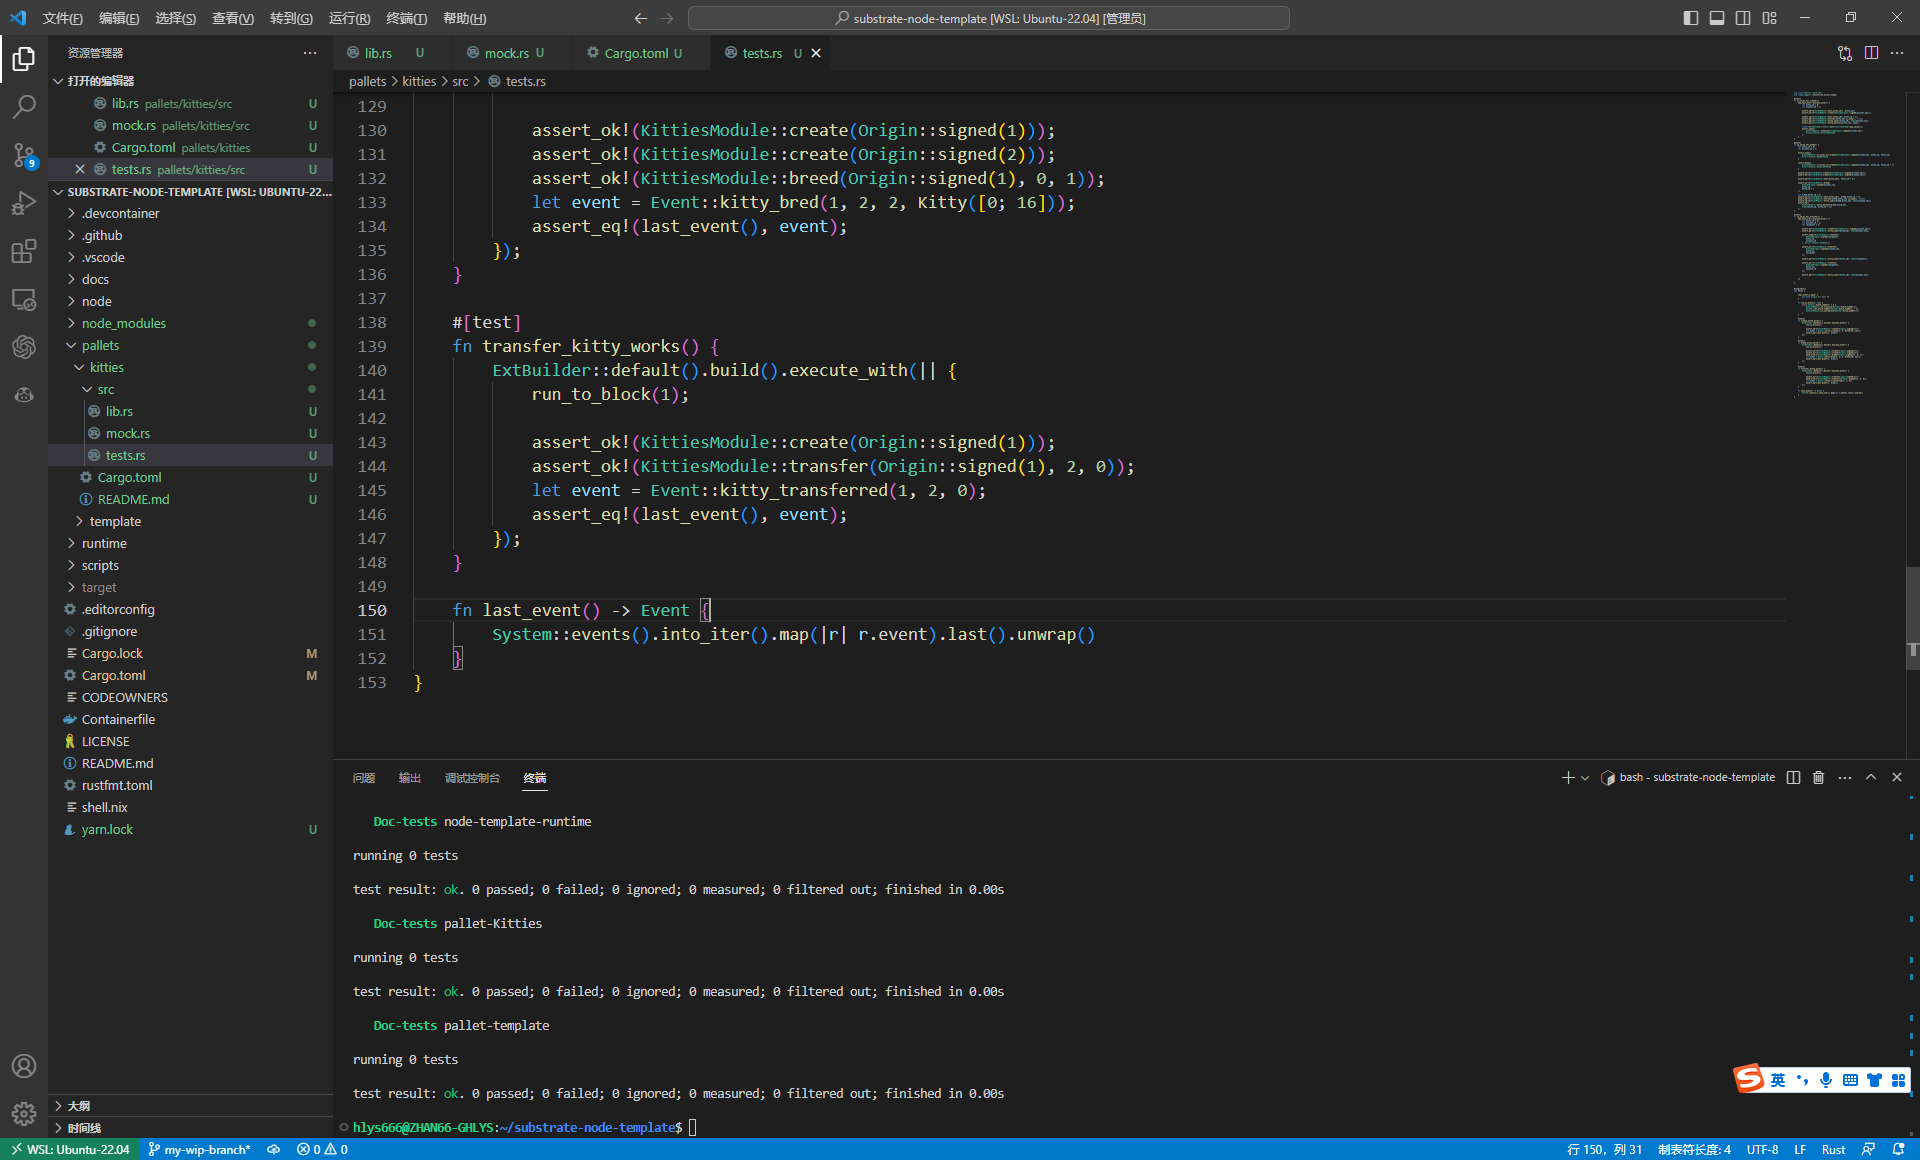 文件(F) 编辑(E) 选择(S) 查看(V) 转到(G) 运行(R) 终端(T) 帮助(H) substrate-node-template [WSL: Ubuntu-22.04] [管理员]
资源管理器
lib.rs U mock.rs U Cargo.toml U tests.rs U
打开的编辑器
pallets > kitties > src > tests.rs
lib.rs pallets/kitties/src U
mock.rs pallets/kitties/src U
Cargo.toml pallets/kitties U
tests.rs pallets/kitties/src U
SUBSTRATE-NODE-TEMPLATE [WSL: UBUNTU-22...
.devcontainer
.github
.vscode
docs
node
node_modules
pallets
kitties
src
lib.rs U
mock.rs U
tests.rs U
Cargo.toml U
README.md U
template
runtime
scripts
target
.editorconfig
.gitignore
Cargo.lock M
Cargo.toml M
CODEOWNERS
Containerfile
LICENSE
README.md
rustfmt.toml
shell.nix
yarn.lock U
大纲
时间线
129
130 assert_ok!(KittiesModule::create(Origin::signed(1)));
131 assert_ok!(KittiesModule::create(Origin::signed(2)));
132 assert_ok!(KittiesModule::breed(Origin::signed(1), 0, 1));
133 let event = Event::kitty_bred(1, 2, 2, Kitty([0; 16]));
134 assert_eq!(last_event(), event);
135 });
136 }
137
138 #[test]
139 fn transfer_kitty_works() {
140 ExtBuilder::default().build().execute_with(|| {
141 run_to_block(1);
142
143 assert_ok!(KittiesModule::create(Origin::signed(1)));
144 assert_ok!(KittiesModule::transfer(Origin::signed(1), 2, 0));
145 let event = Event::kitty_transferred(1, 2, 0);
146 assert_eq!(last_event(), event);
147 });
148 }
149
150 fn last_event() -> Event {
151 System::events().into_iter().map(|r| r.event).last().unwrap()
152 }
153 }
问题 输出 调试控制台 终端 bash - substrate-node-template
Doc-tests node-template-runtime
running 0 tests
test result: ok. 0 passed; 0 failed; 0 ignored; 0 measured; 0 filtered out; finished in 0.00s
Doc-tests pallet-Kitties
running 0 tests
test result: ok. 0 passed; 0 failed; 0 ignored; 0 measured; 0 filtered out; finished in 0.00s
Doc-tests pallet-template
running 0 tests
test result: ok. 0 passed; 0 failed; 0 ignored; 0 measured; 0 filtered out; finished in 0.00s
hlys666@ZHAN66-GHLYS:~/substrate-node-template$
英
9
WSL: Ubuntu-22.04 my-wip-branch* 0 0 行 150，列 31 制表符长度: 4 UTF-8 LF Rust